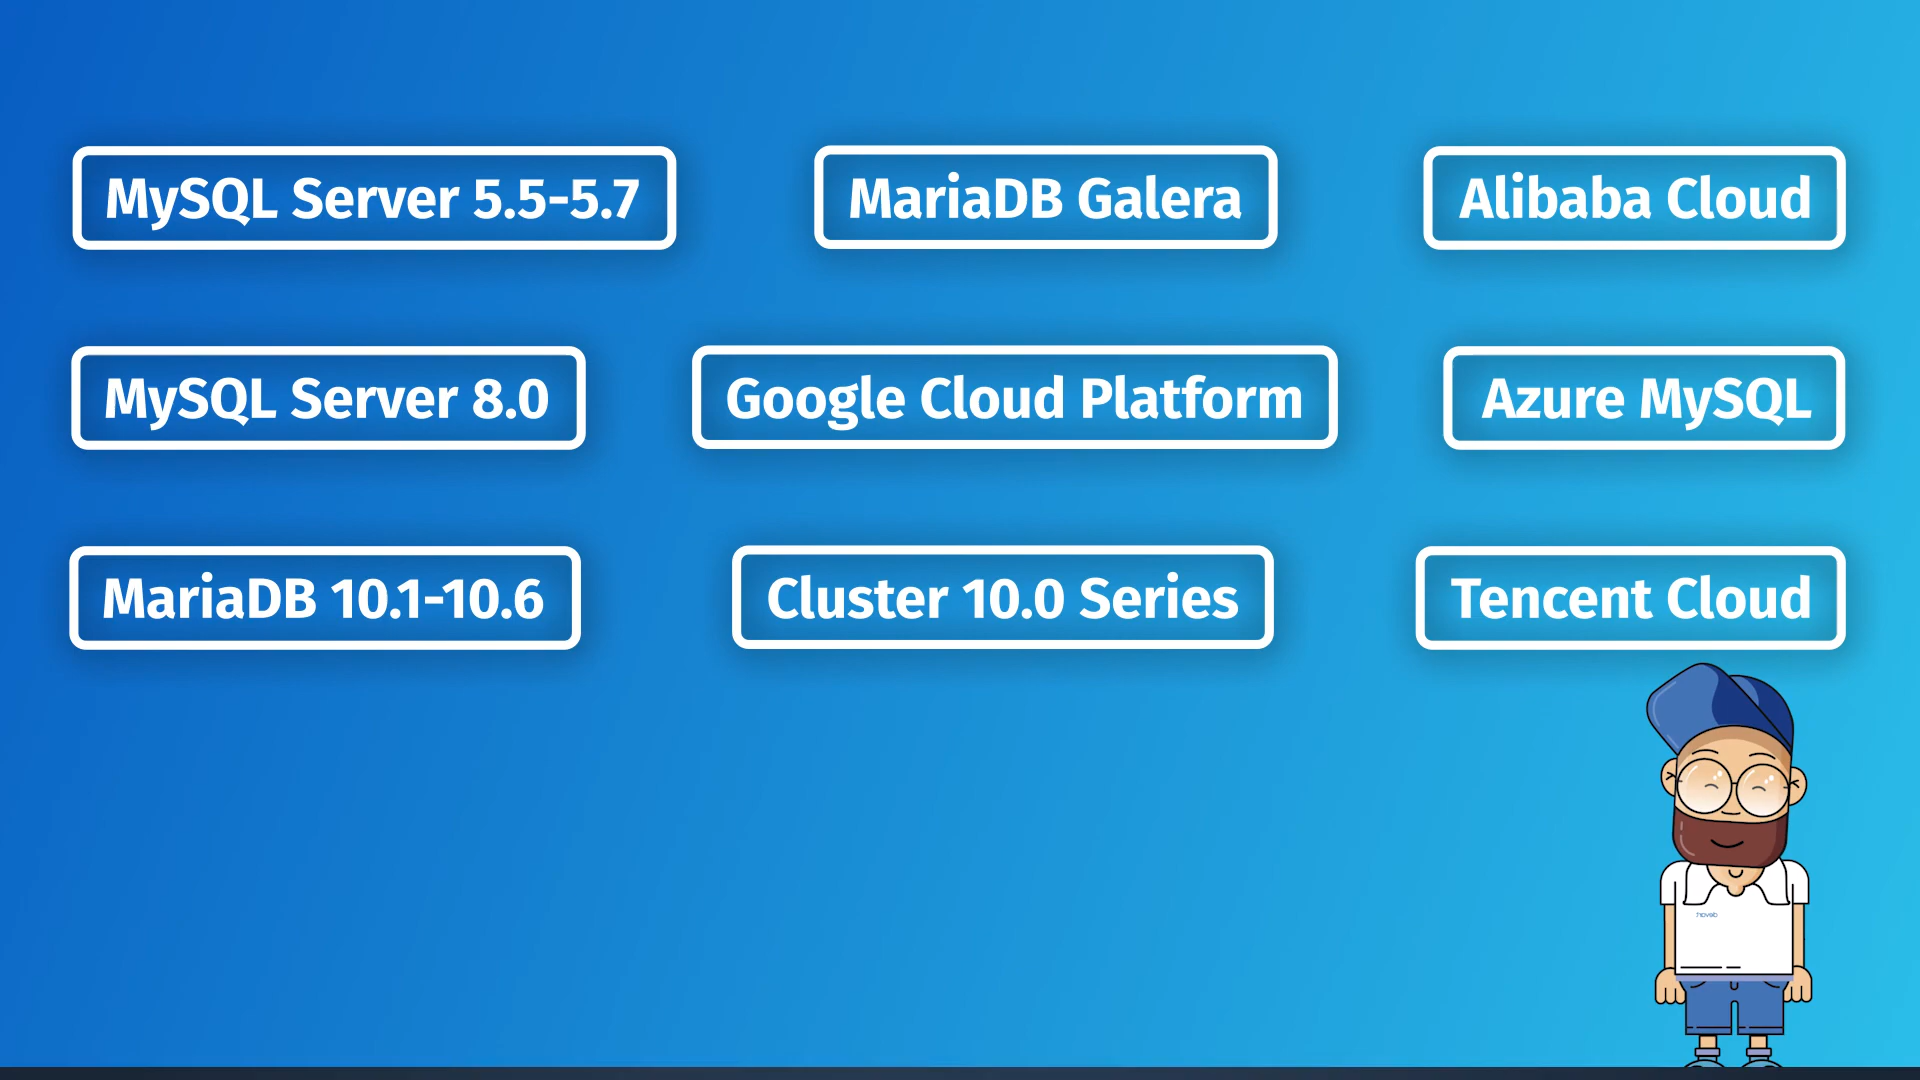 MySQL Server 5.5-5.7
MariaDB Galera
Alibaba Cloud
MySQL Server 8.0
Google Cloud Platform
Azure MySQL
MariaDB 10.1-10.6
Cluster 10.0 Series
Tencent Cloud